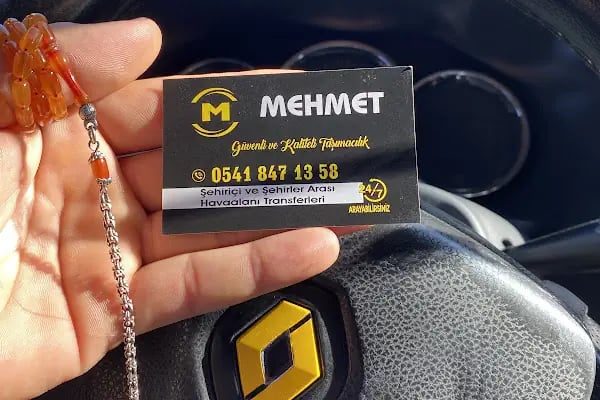 M
MEHMET
Güvenli ve Kaliteli Taşımacılık
0541 847 13 58
Şehiriçi ve Şehirler Arası
Havaalanı Transferleri
24/7
ARAYABİLİRSİNİZ